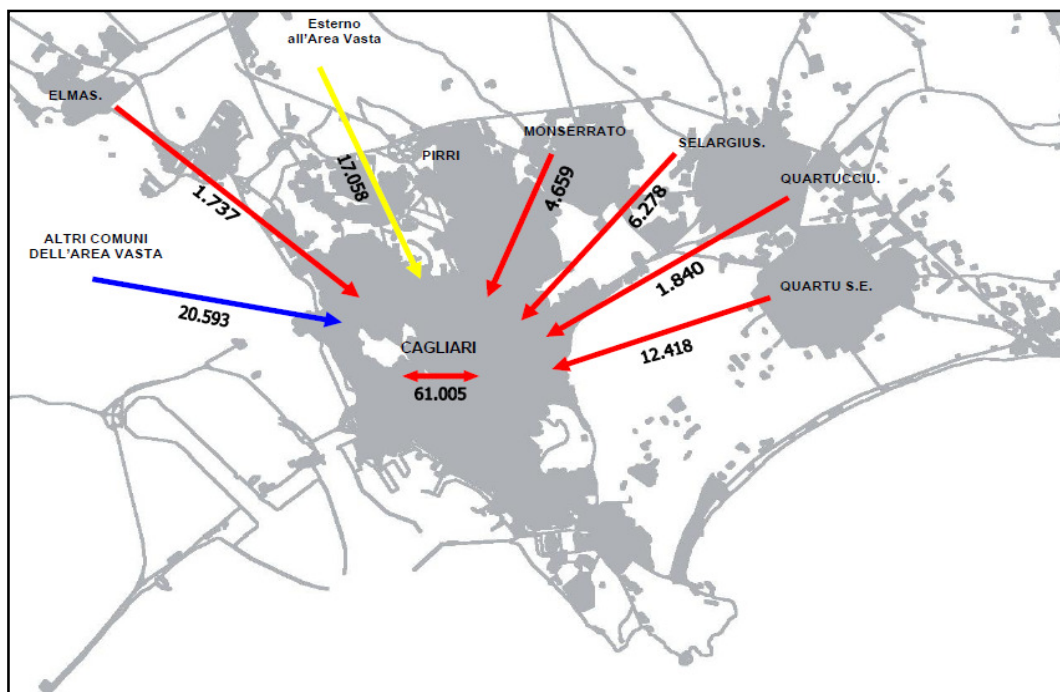 Esterno
all'Area Vasta
ELMAS.
MONSERRATO
PIRRI
SELARGIUS.
17.058
4.659
QUARTUCCIU.
1.737
6.278
ALTRI COMUNI
DELL'AREA VASTA
1.840
QUARTU S.E.
20.593
CAGLIARI
12.418
61.005